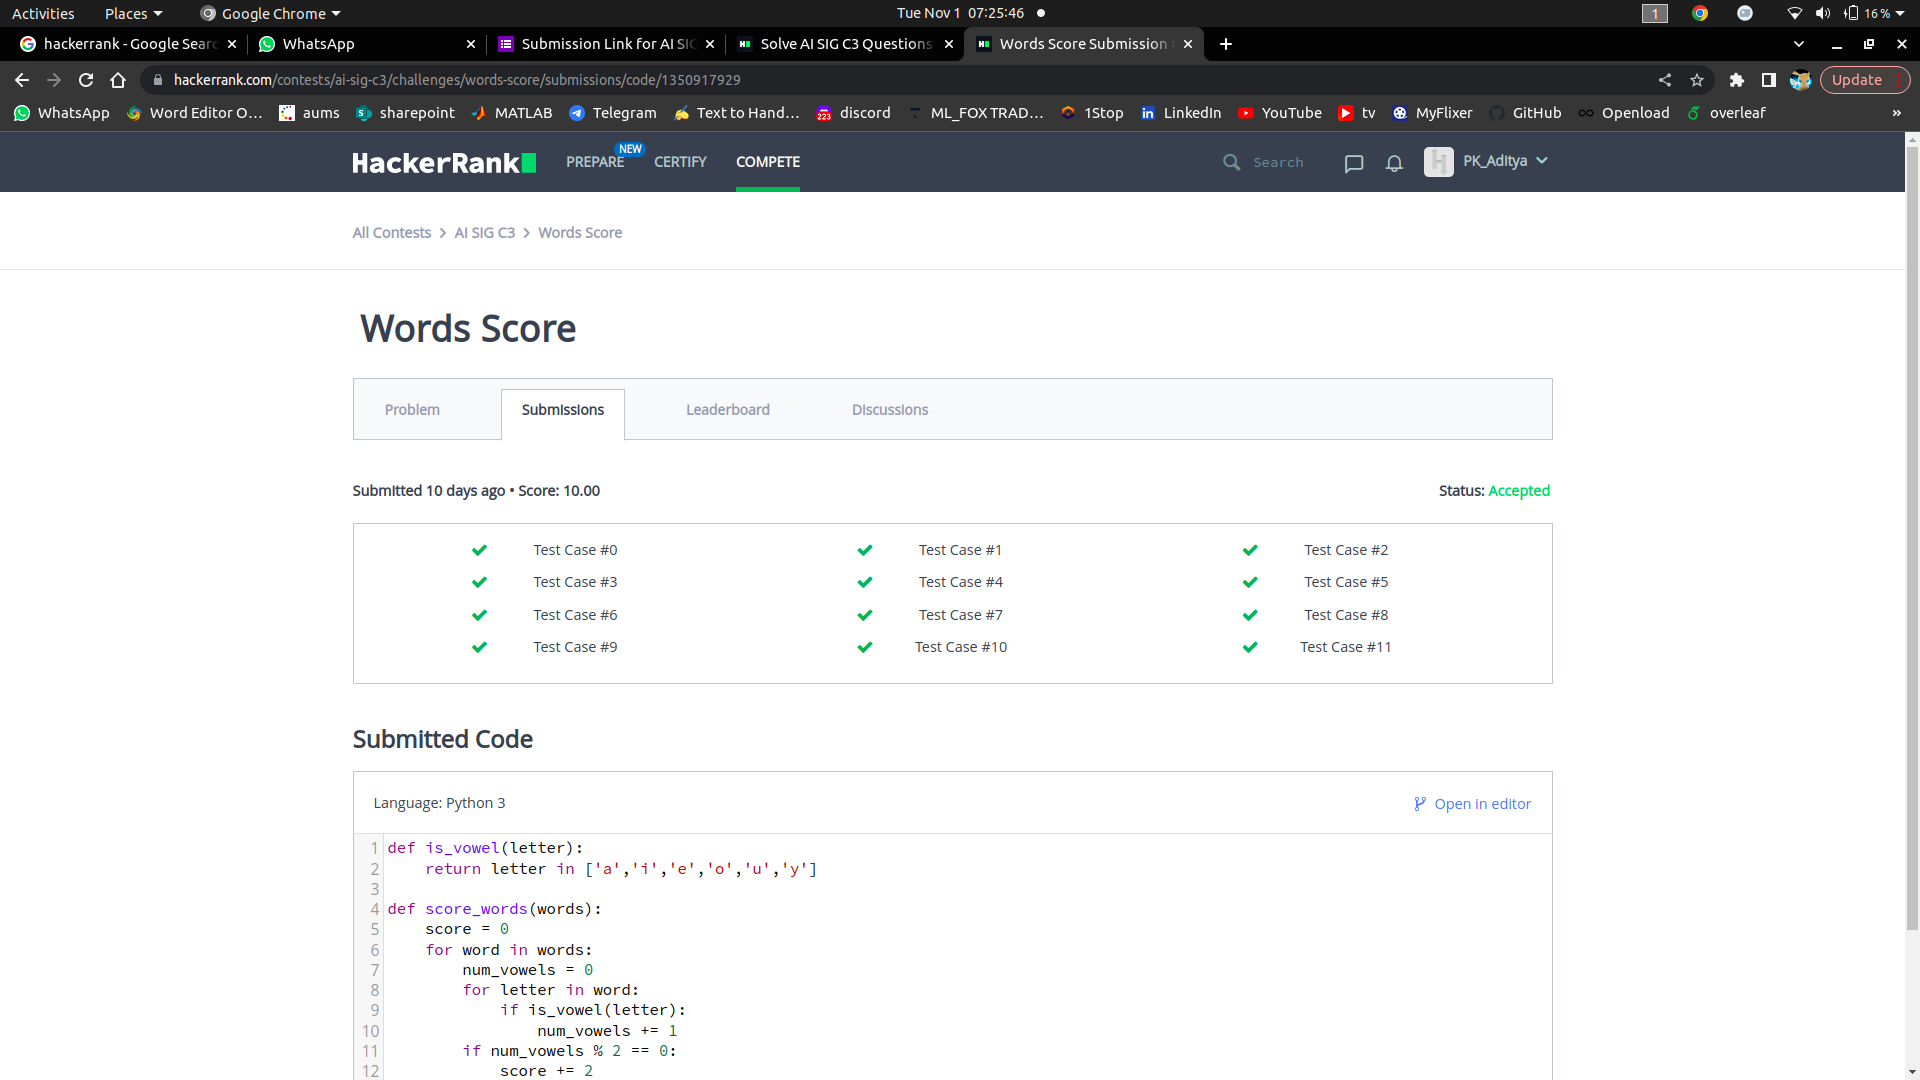 Activities Places Google Chrome Tue Nov 1 07:25:46 1 16 %
hackerrank - Google Searc WhatsApp Submission Link for AI SIG Solve AI SIG C3 Questions Words Score Submission
hackerrank.com/contests/ai-sig-c3/challenges/words-score/submissions/code/1350917929 Update
WhatsApp Word Editor O... aums sharepoint MATLAB Telegram Text to Hand... 223 discord ML_FOX TRAD... 1Stop LinkedIn YouTube tv MyFlixer GitHub Openload overleaf »
HackerRank PREPARE NEW CERTIFY COMPETE Search PK_Aditya
All Contests > AI SIG C3 > Words Score
Words Score
Problem Submissions Leaderboard Discussions
Submitted 10 days ago • Score: 10.00 Status: Accepted
Test Case #0 Test Case #1 Test Case #2
Test Case #3 Test Case #4 Test Case #5
Test Case #6 Test Case #7 Test Case #8
Test Case #9 Test Case #10 Test Case #11
Submitted Code
Language: Python 3 Open in editor
1 def is_vowel(letter):
2     return letter in ['a','i','e','o','u','y']
3
4 def score_words(words):
5     score = 0
6     for word in words:
7         num_vowels = 0
8         for letter in word:
9             if is_vowel(letter):
10                 num_vowels += 1
11         if num_vowels % 2 == 0:
12             score += 2